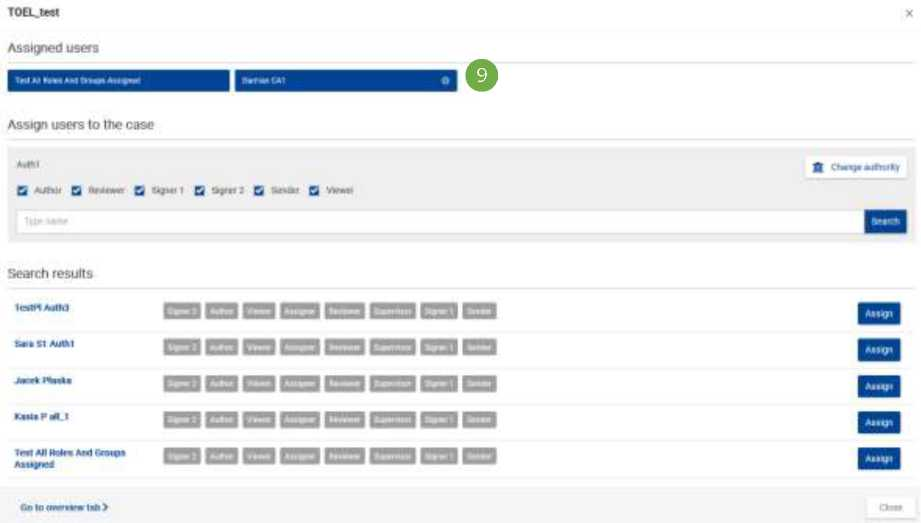 TOEL_test
Assigned users
Test All Roles And Groups Assigned
Damian CA1
9
Assign users to the case
Auth1
Change authority
Author Reviewer Signer 1 Signer 2 Sender Viewer
Type name
Search
Search results
TestPl Auth3
Signer 2 Author Viewer Assigner Reviewer Supervisor Signer 1 Sender
Assign
Sara S1 Auth1
Signer 2 Author Viewer Assigner Reviewer Supervisor Signer 1 Sender
Assign
Jacek Plaska
Signer 2 Author Viewer Assigner Reviewer Supervisor Signer 1 Sender
Assign
Kasia P all_1
Signer 2 Author Viewer Assigner Reviewer Supervisor Signer 1 Sender
Assign
Test All Roles And Groups
Assigned
Signer 2 Author Viewer Assigner Reviewer Supervisor Signer 1 Sender
Assign
Go to overview tab
Close